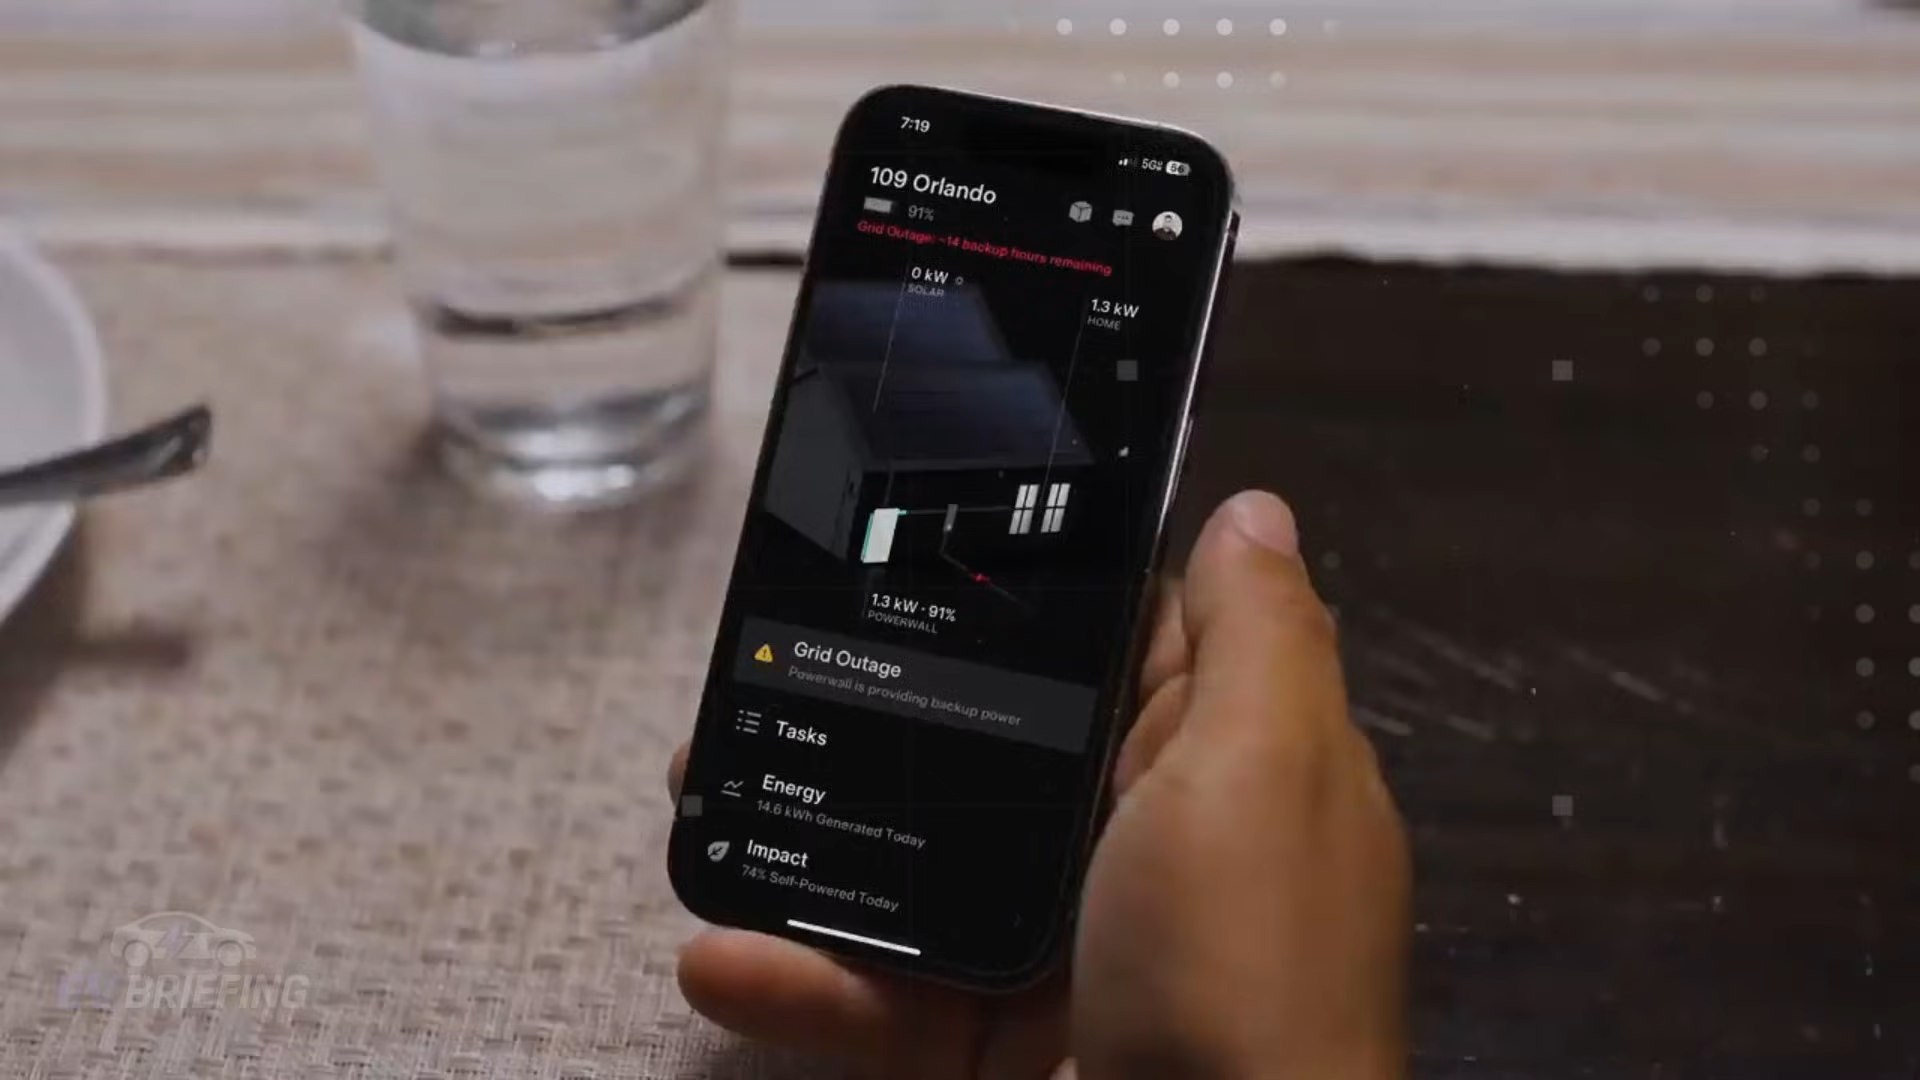 7:19
5G
56
109 Orlando
91%
Grid Outage: ~14 backup hours remaining
0 kW
SOLAR
1.3 kW
HOME
1.3 kW · 91%
POWERWALL
Grid Outage
Powerwall is providing backup power
Tasks
Energy
14.6 kWh Generated Today
Impact
74% Self-Powered Today
EV BRIEFING